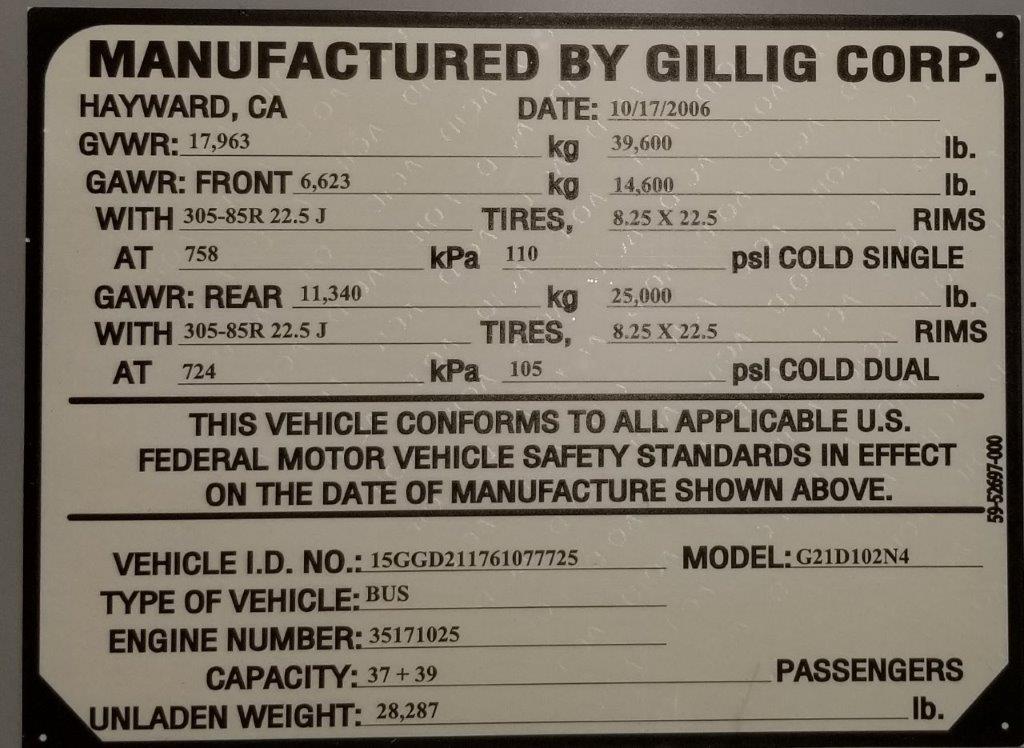 MANUFACTURED BY GILLIG CORP.
HAYWARD, CA DATE: 10/17/2006
GVWR: 17,963 kg 39,600 lb.
GAWR: FRONT 6,623 kg 14,600 lb.
WITH 305-85R 22.5 J TIRES, 8.25 X 22.5 RIMS
AT 758 kPa 110 psI COLD SINGLE
GAWR: REAR 11,340 kg 25,000 lb.
WITH 305-85R 22.5 J TIRES, 8.25 X 22.5 RIMS
AT 724 kPa 105 psI COLD DUAL
THIS VEHICLE CONFORMS TO ALL APPLICABLE U.S.
FEDERAL MOTOR VEHICLE SAFETY STANDARDS IN EFFECT
ON THE DATE OF MANUFACTURE SHOWN ABOVE.
59-52697-000
VEHICLE I.D. NO.: 15GGD211761077725 MODEL: G21D102N4
TYPE OF VEHICLE: BUS
ENGINE NUMBER: 35171025
CAPACITY: 37 + 39 PASSENGERS
UNLADEN WEIGHT: 28,287 lb.